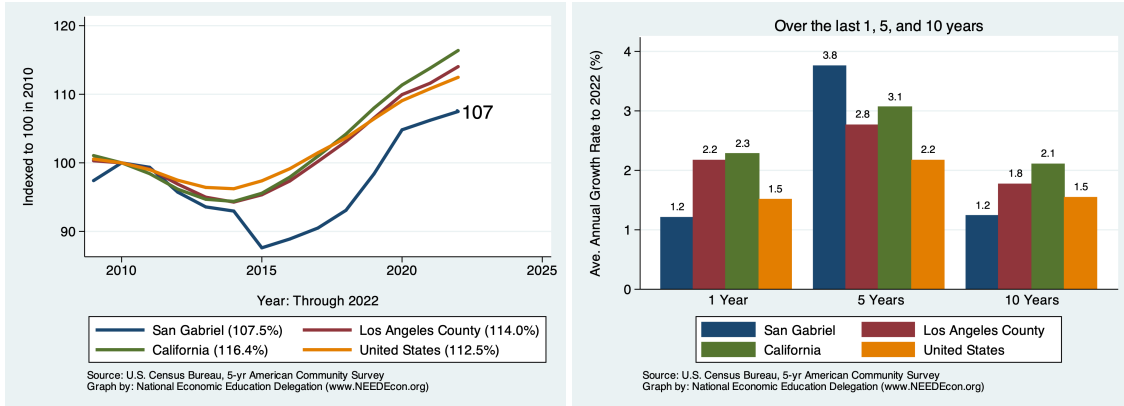 120
110
100
90
Indexed to 100 in 2010
107
2010
2015
2020
2025
Year: Through 2022
San Gabriel (107.5%)
Los Angeles County (114.0%)
California (116.4%)
United States (112.5%)
Source: U.S. Census Bureau, 5-yr American Community Survey
Graph by: National Economic Education Delegation (www.NEEDEcon.org)
Over the last 1, 5, and 10 years
Ave. Annual Growth Rate to 2022 (%)
4
3
2
1
0
1.2
2.2
2.3
1.5
3.8
2.8
3.1
2.2
1.2
1.8
2.1
1.5
1 Year
5 Years
10 Years
San Gabriel
Los Angeles County
California
United States
Source: U.S. Census Bureau, 5-yr American Community Survey
Graph by: National Economic Education Delegation (www.NEEDEcon.org)